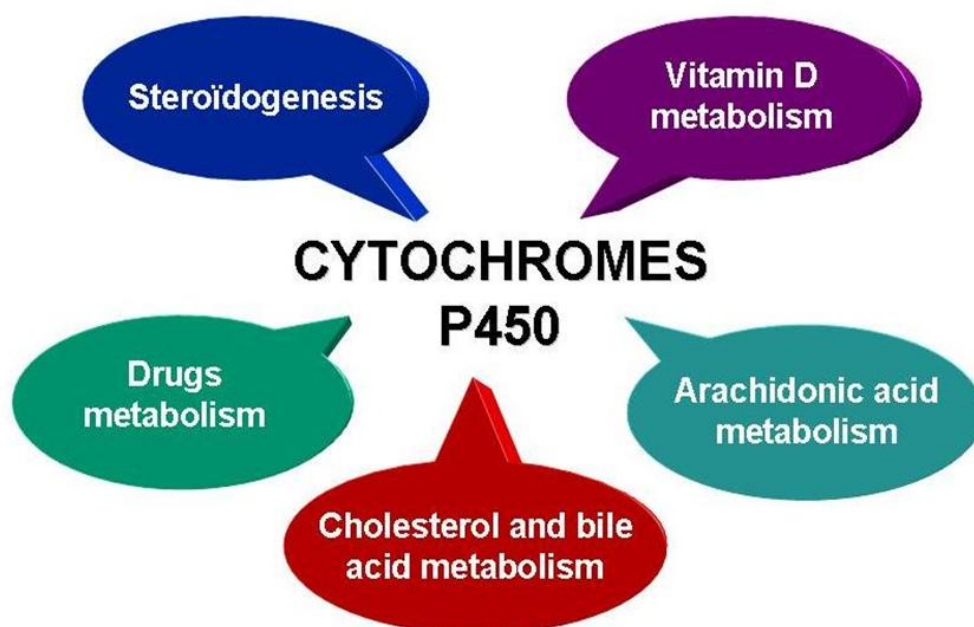 Steroïdogenesis
Vitamin D
metabolism
CYTOCHROMES
P450
Drugs
metabolism
Arachidonic acid
metabolism
Cholesterol and bile
acid metabolism